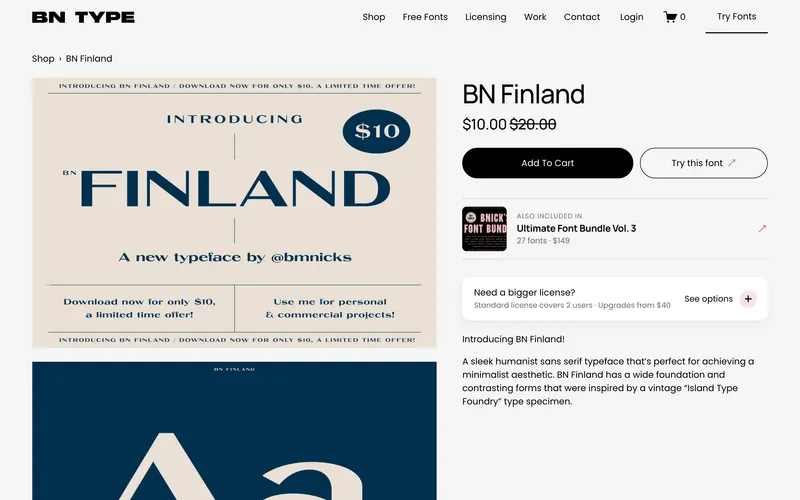 BN TYPE
Shop Free Fonts Licensing Work Contact Login 0 Try Fonts
Shop › BN Finland
INTRODUCING BN FINLAND / DOWNLOAD NOW FOR ONLY $10, A LIMITED TIME OFFER!
INTRODUCING
$10
BN FINLAND
A new typeface by @bmnicks
Download now for only $10,
a limited time offer!
Use me for personal
& commercial projects!
INTRODUCING BN FINLAND / DOWNLOAD NOW FOR ONLY $10, A LIMITED TIME OFFER!
BN FINLAND
Aa
BN Finland
$10.00 $20.00
Add To Cart
Try this font ↗
BNICK'S
FONT BUND
ALSO INCLUDED IN
Ultimate Font Bundle Vol. 3
27 fonts · $149
↗
Need a bigger license?
Standard license covers 2 users · Upgrades from $40
See options +
Introducing BN Finland!
A sleek humanist sans serif typeface that’s perfect for achieving a
minimalist aesthetic. BN Finland has a wide foundation and
contrasting forms that were inspired by a vintage “Island Type
Foundry” type specimen.